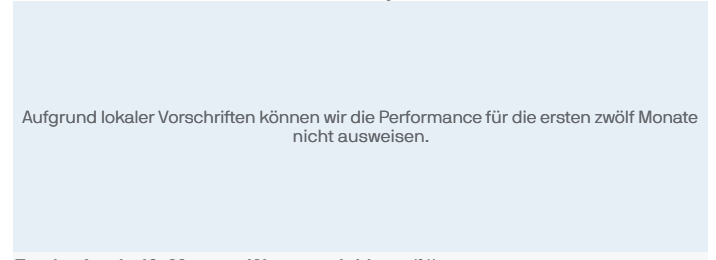 Aufgrund lokaler Vorschriften können wir die Performance für die ersten zwölf Monate
nicht ausweisen.